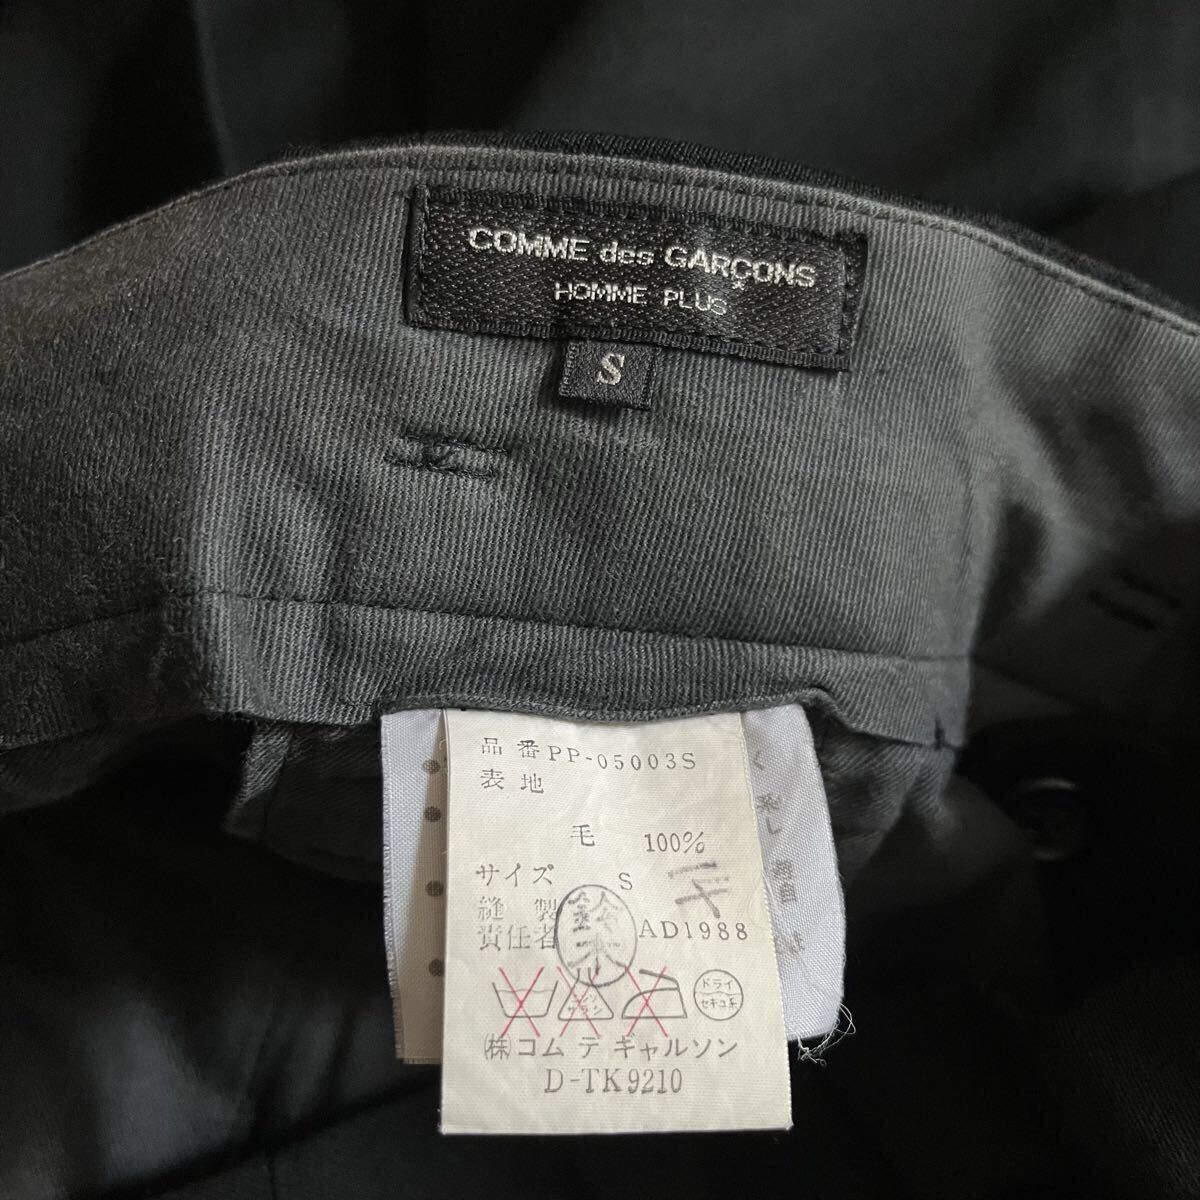 COMME des GARÇONS
HOMME PLUS
S
品番 PP-05003S
表地
毛 100%
サイズ S
縫製
責任者 鈴木 AD1988
ドライ
セキユ系
㈱コム デ ギャルソン
D-TK9210